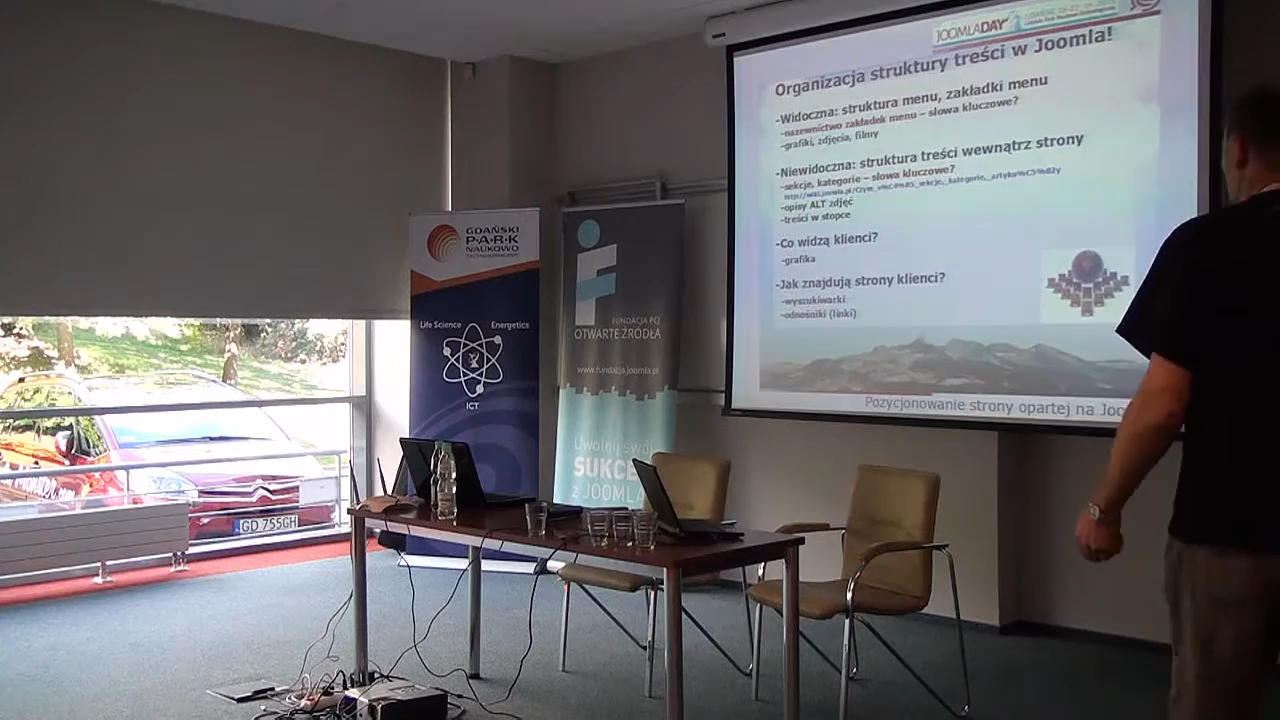 JOOMLADAY
Organizacja struktury treści w Joomla!
-Widoczna: struktura menu, zakładki menu
-nazewnictwo zakładek menu – słowa kluczowe?
-grafiki, zdjęcia, filmy
-Niewidoczna: struktura treści wewnątrz strony
-sekcje, kategorie – słowa kluczowe?
-opisy ALT zdjęć
-treści w stopce
-Co widzą klienci?
-grafika
-Jak znajdują strony klienci?
-wyszukiwarki
-odnośniki (linki)
Pozycjonowanie strony opartej na Joo
GDAŃSKI
P•A•R•K
NAUKOWO
TECHNOLOGICZNY
Life Science
Energetics
ICT
FUNDACJA PCJ
OTWARTE ŹRÓDŁA
www.fundacja.joomla.pl
Uwolnij swój
SUKCE
z JOOMLA
GD 755GH